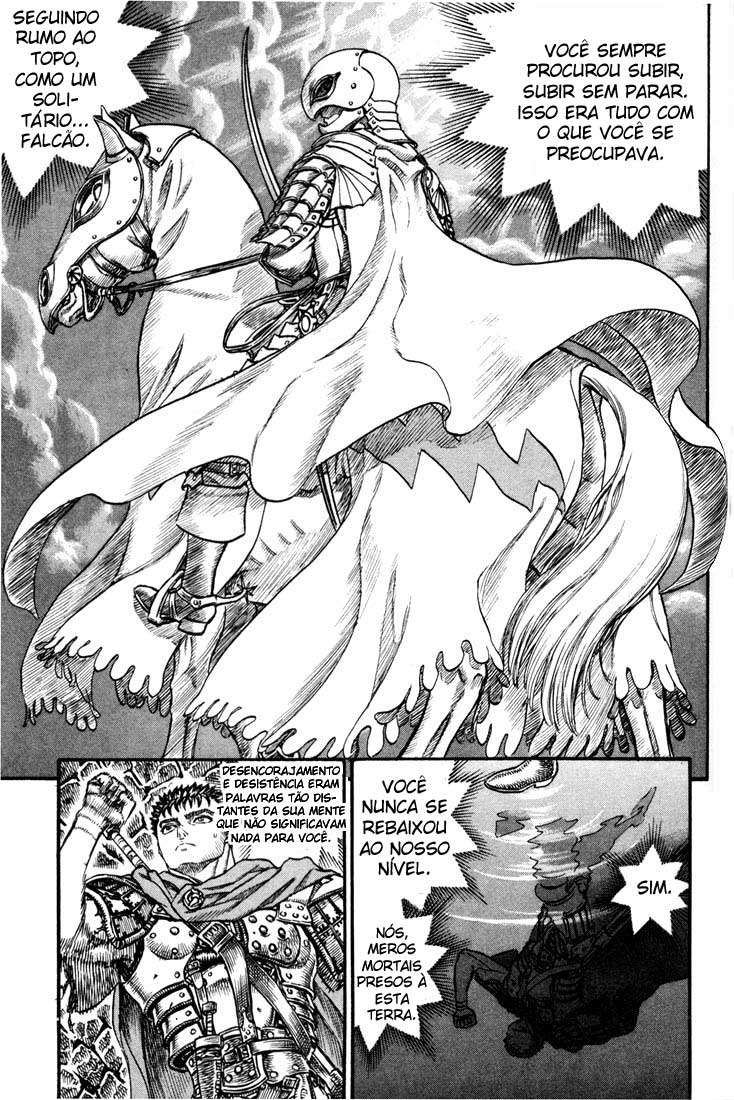 VOCÊ SEMPRE
PROCUROU SUBIR,
SUBIR SEM PARAR.
ISSO ERA TUDO COM
O QUE VOCÊ SE
PREOCUPAVA.
SEGUINDO
RUMO AO
TOPO,
COMO UM
SOLI-
TÁRIO...
FALCÃO.
SIM.
VOCÊ
NUNCA SE
REBAIXOU
AO NOSSO
NÍVEL.
NÓS,
MEROS
MORTAIS
PRESOS À
ESTA
TERRA.
DESENCORAJAMENTO
E DESISTÊNCIA ERAM
PALAVRAS TÃO DIS-
TANTES DA SUA MENTE
QUE NÃO SIGNIFICAVAM
NADA PARA VOCÊ.